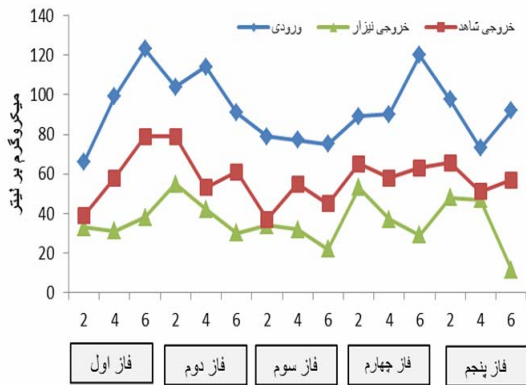 ورودی خروجی نیزار خروجی شاهد
میکروگرم بر لیتر
140
120
100
80
60
40
20
0
2 4 6 2 4 6 2 4 6 2 4 6 2 4 6
فاز اول فاز دوم فاز سوم فاز چهارم فاز پنجم